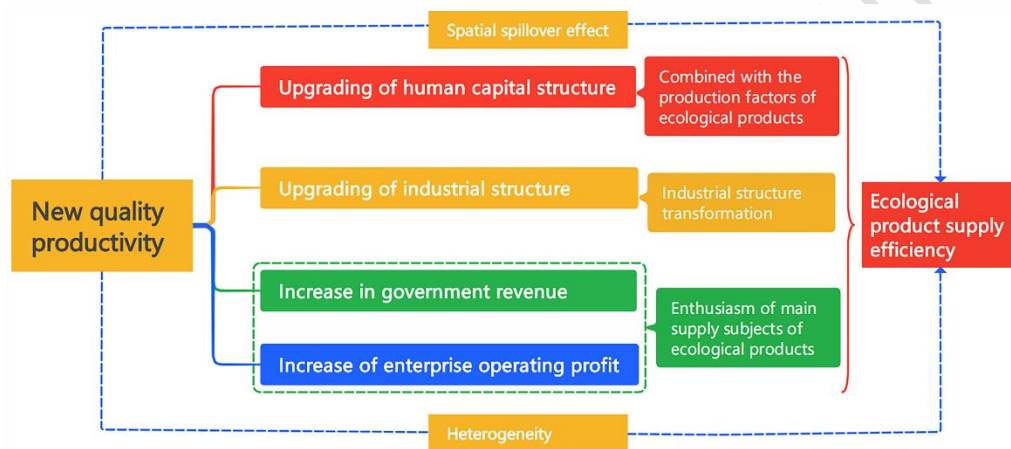 Spatial spillover effect
Upgrading of human capital structure
Combined with the
production factors of
ecological products
New quality
productivity
Upgrading of industrial structure
Industrial structure
transformation
Ecological
product supply
efficiency
Increase in government revenue
Enthusiasm of main
supply subjects of
ecological products
Increase of enterprise operating profit
Heterogeneity